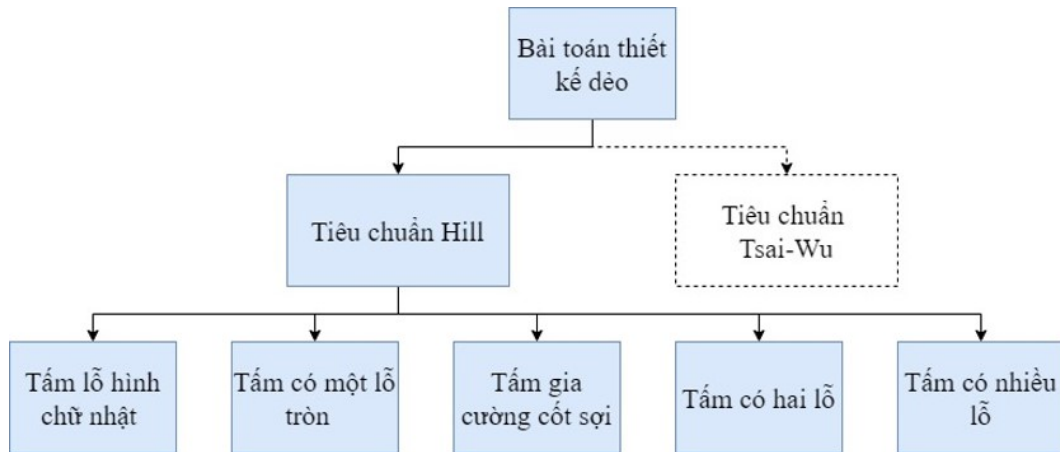 Bài toán thiết
kế dẻo
Tiêu chuẩn Hill
Tiêu chuẩn
Tsai-Wu
Tấm lỗ hình
chữ nhật
Tấm có một lỗ
tròn
Tấm gia
cường cốt sợi
Tấm có hai lỗ
Tấm có nhiều
lỗ